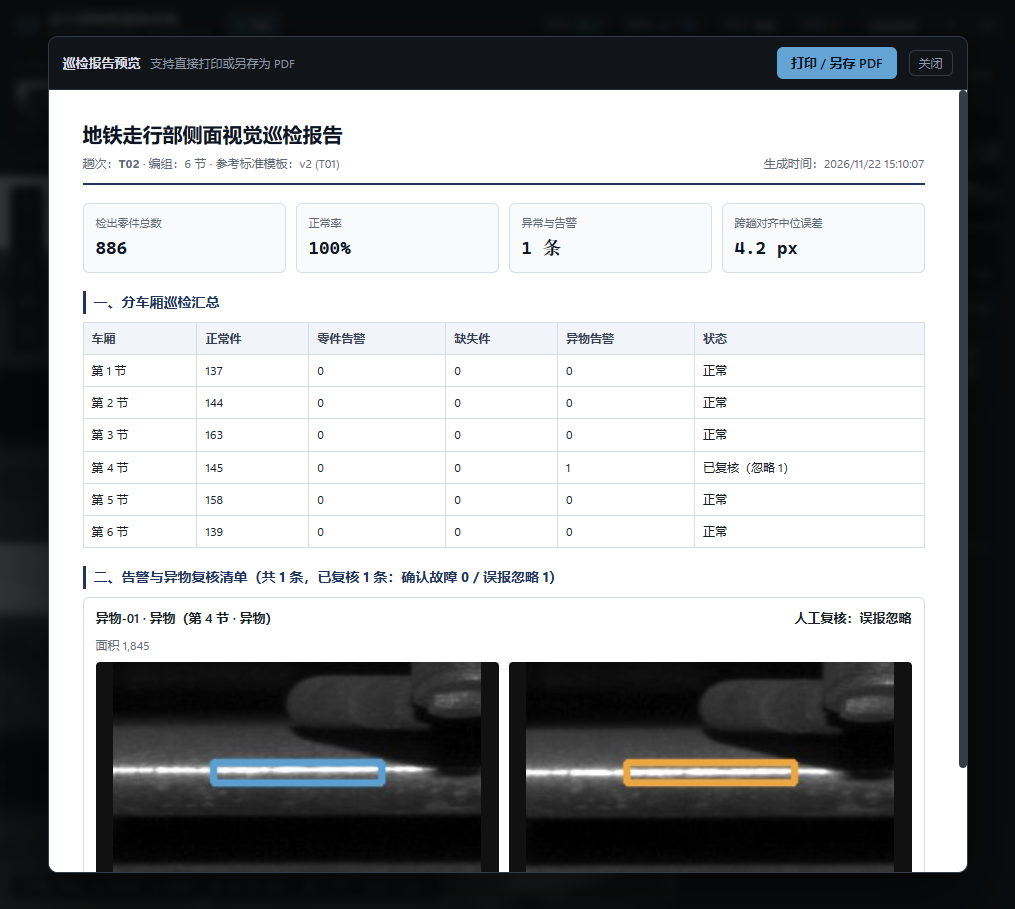 巡检报告预览 支持直接打印或另存为 PDF
打印 / 另存 PDF
关闭
地铁走行部侧面视觉巡检报告
趟次：T02 · 编组：6 节 · 参考标准模板：v2 (T01)
生成时间：2026/11/22 15:10:07
检出零件总数
886
正常率
100%
异常与告警
1 条
跨趟对齐中位误差
4.2 px
一、分车厢巡检汇总
车厢 正常件 零件告警 缺失件 异物告警 状态
第 1 节 137 0 0 0 正常
第 2 节 144 0 0 0 正常
第 3 节 163 0 0 0 正常
第 4 节 145 0 0 1 已复核（忽略 1）
第 5 节 158 0 0 0 正常
第 6 节 139 0 0 0 正常
二、告警与异物复核清单（共 1 条，已复核 1 条：确认故障 0 / 误报忽略 1）
异物-01 · 异物（第 4 节 · 异物）
人工复核：误报忽略
面积 1,845